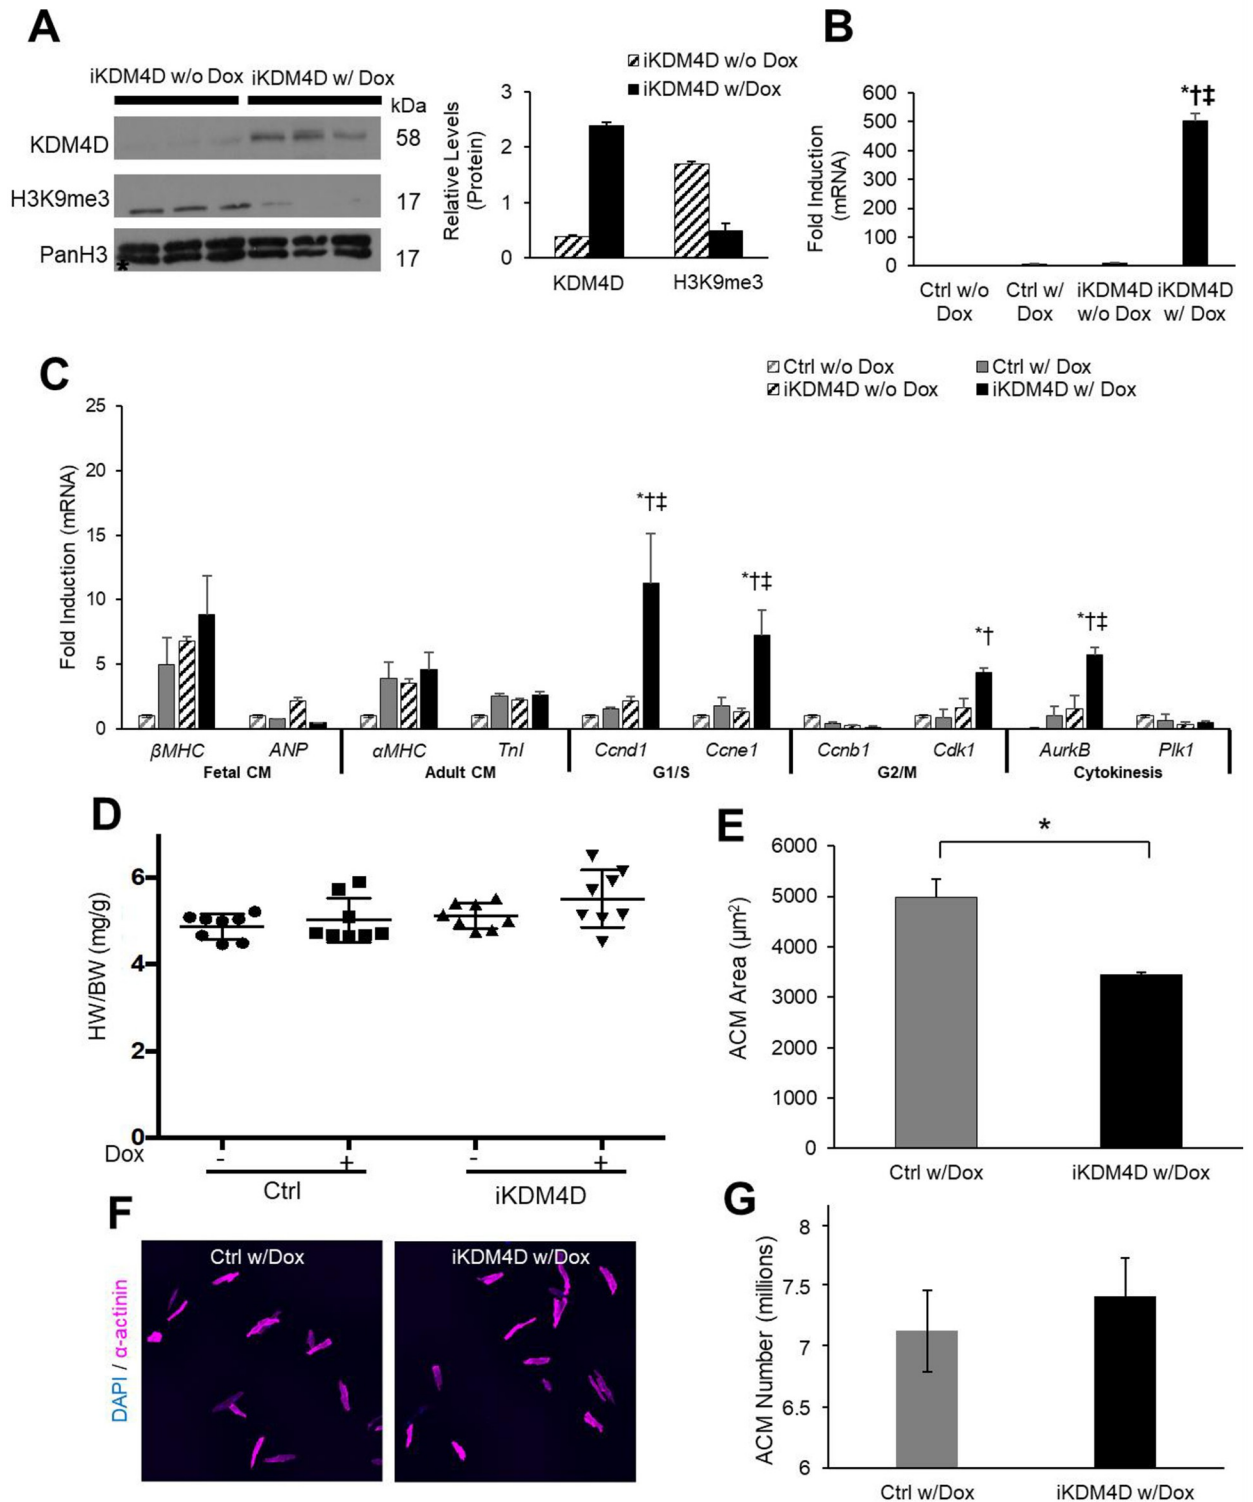 A
iKDM4D w/o Dox iKDM4D w/ Dox
kDa
KDM4D 58
H3K9me3 17
PanH3 17
*
iKDM4D w/o Dox
iKDM4D w/Dox
Relative Levels
(Protein)
3
2
1
0
KDM4D H3K9me3
B
Fold Induction
(mRNA)
600
500
400
300
200
100
0
*†‡
Ctrl w/o Ctrl w/ iKDM4D iKDM4D
Dox Dox w/o Dox w/ Dox
C
Ctrl w/o Dox Ctrl w/ Dox
iKDM4D w/o Dox iKDM4D w/ Dox
Fold Induction (mRNA)
25
20
15
10
5
0
*†‡
*†‡
*†
*†‡
βMHC ANP αMHC TnI Ccnd1 Ccne1 Ccnb1 Cdk1 AurkB Plk1
Fetal CM Adult CM G1/S G2/M Cytokinesis
D
HW/BW (mg/g)
6
4
2
0
Dox - + - +
Ctrl iKDM4D
E
ACM Area (µm²)
6000
5000
4000
3000
2000
1000
0
*
Ctrl w/Dox iKDM4D w/Dox
F
DAPI / α-actinin
Ctrl w/Dox iKDM4D w/Dox
G
ACM Number (millions)
8
7.5
7
6.5
6
Ctrl w/Dox iKDM4D w/Dox